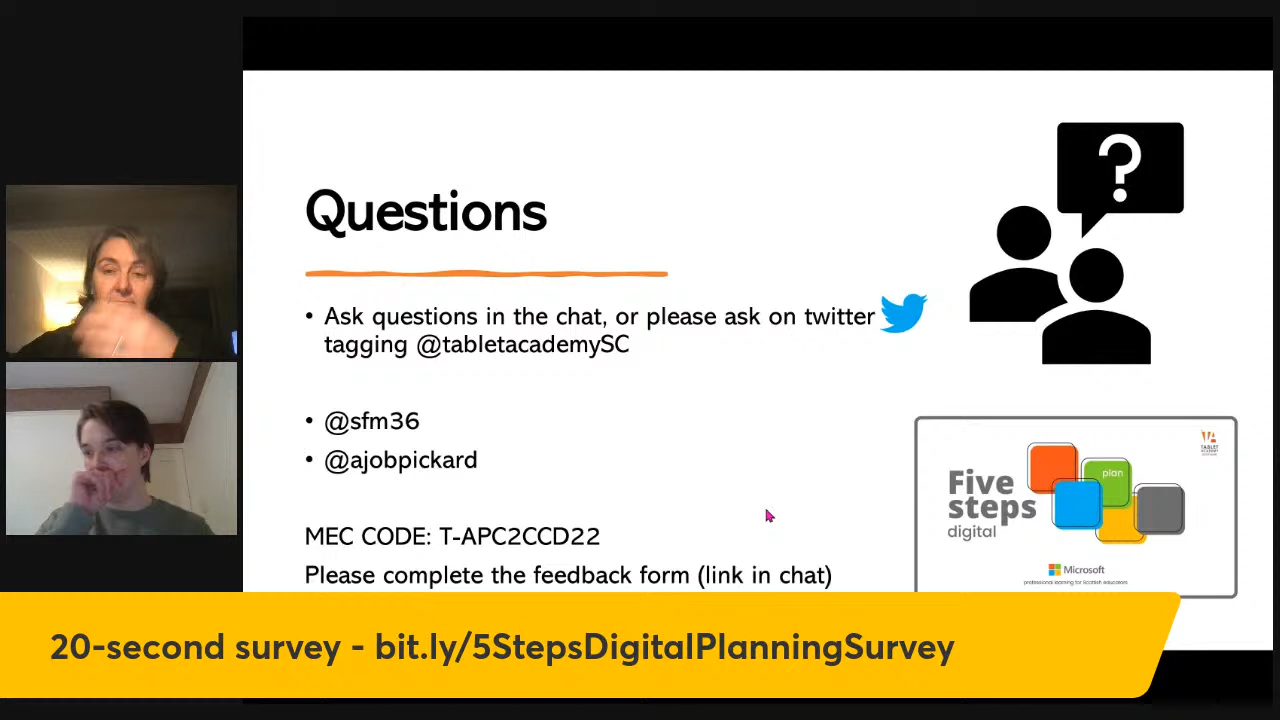 ?
Questions
• Ask questions in the chat, or please ask on twitter
tagging @tabletacademySC
• @sfm36
• @ajobpickard
MEC CODE: T-APC2CCD22
Please complete the feedback form (link in chat)
TABLET
plan
Five
steps
digital
Microsoft
professional learning for Scottish educators
20-second survey - bit.ly/5StepsDigitalPlanningSurvey